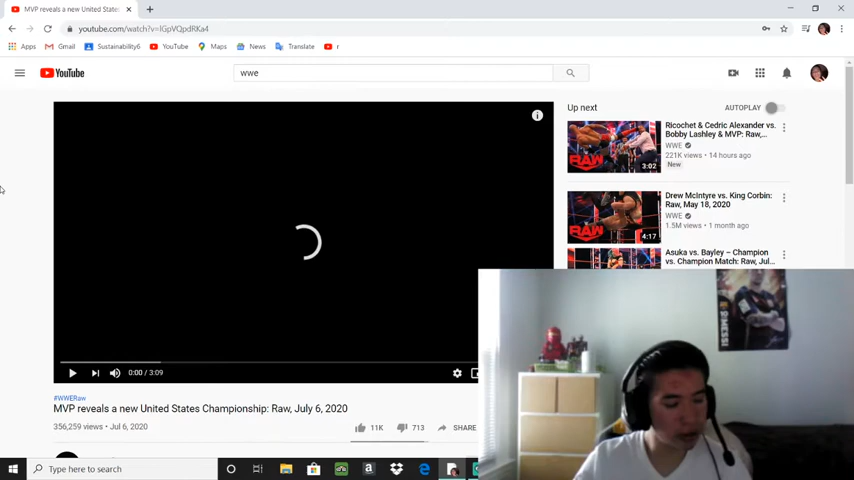 MVP reveals a new United States Ch
youtube.com/watch?v=IGpVQpdRKa4
Apps Gmail Sustainability6 YouTube Maps News Translate r
YouTube
wwe
Up next
AUTOPLAY
Ricochet & Cedric Alexander vs.
Bobby Lashley & MVP: Raw,...
WWE
221K views • 14 hours ago
New
RAW
3:02
Drew McIntyre vs. King Corbin:
Raw, May 18, 2020
WWE
1.5M views • 1 month ago
RAW
4:17
Asuka vs. Bayley – Champion
vs. Champion Match: Raw, Jul...
0:00 / 3:09
#WWERaw
MVP reveals a new United States Championship: Raw, July 6, 2020
356,259 views • Jul 6, 2020
11K
713
SHARE
MESSI
Type here to search